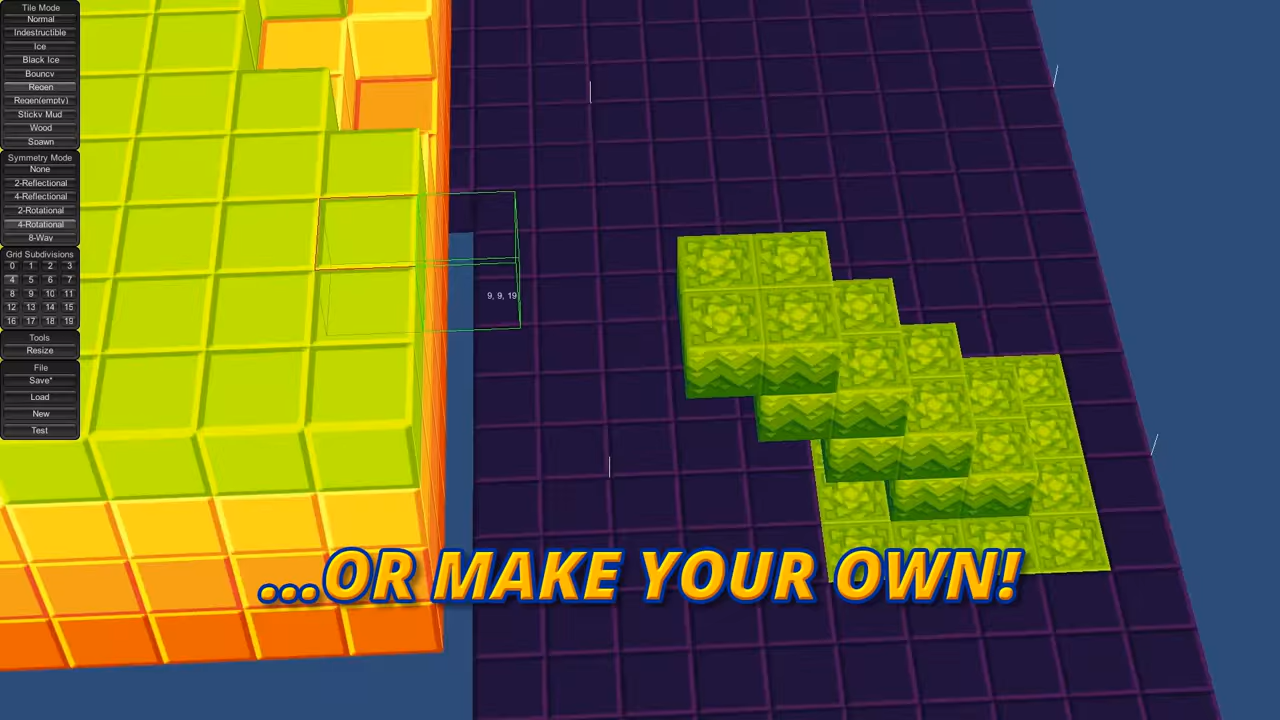 Tile Mode
Normal
Indestructible
Ice
Black Ice
Bouncy
Regen
Regen(empty)
Sticky Mud
Wood
Spawn
Symmetry Mode
None
2-Reflectional
4-Reflectional
2-Rotational
4-Rotational
8-Way
Grid Subdivisions
0 1 2 3
4 5 6 7
8 9 10 11
12 13 14 15
16 17 18 19
Tools
Resize
File
Save*
Load
New
Test
9, 9, 19
...OR MAKE YOUR OWN!